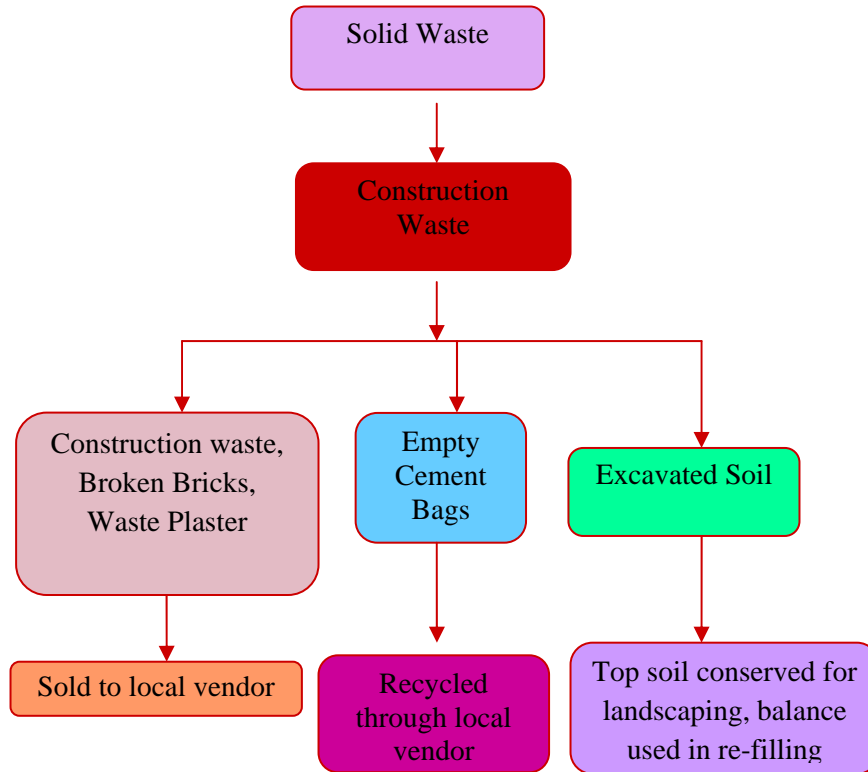 Solid Waste
Construction
Waste
Construction waste,
Broken Bricks,
Waste Plaster
Empty
Cement
Bags
Excavated Soil
Sold to local vendor
Recycled
through local
vendor
Top soil conserved for
landscaping, balance
used in re-filling